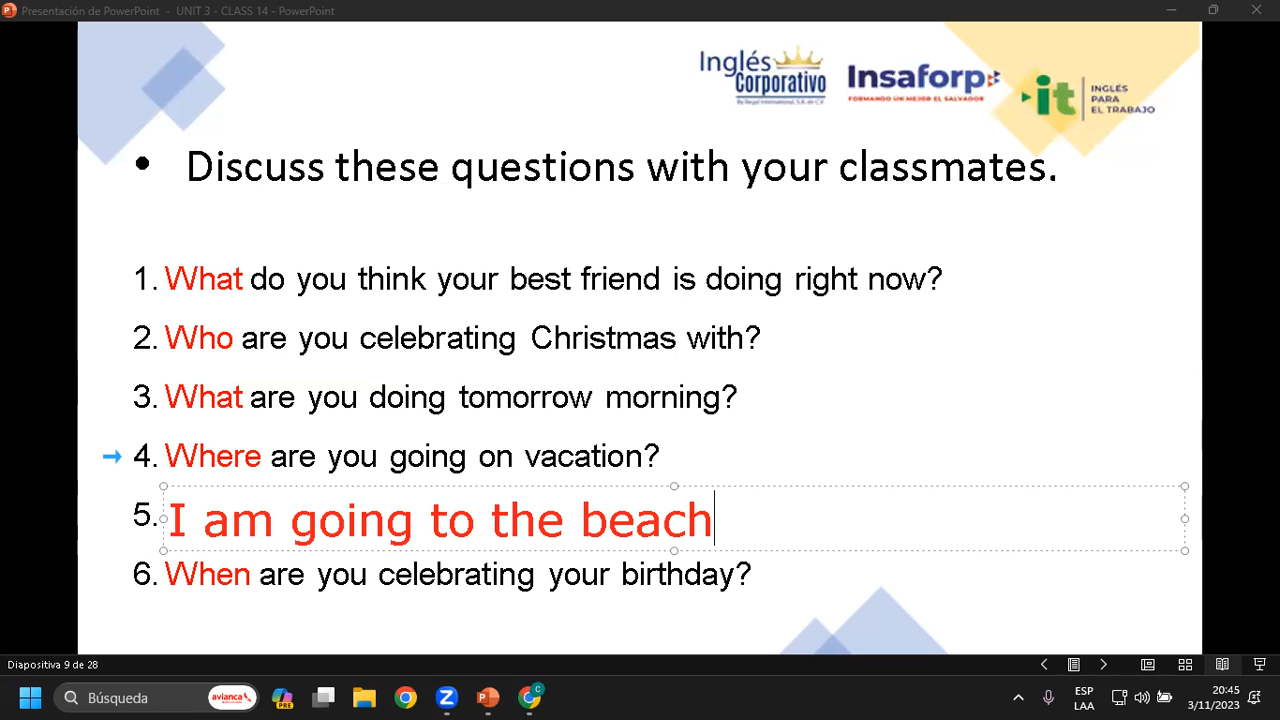 Presentación de PowerPoint - UNIT 3 - CLASS 14 - PowerPoint
Inglés
Corporativo
Insaforp
FORMANDO UN MEJOR EL SALVADOR
it
INGLÉS
PARA
EL TRABAJO
• Discuss these questions with your classmates.
1. What do you think your best friend is doing right now?
2. Who are you celebrating Christmas with?
3. What are you doing tomorrow morning?
→ 4. Where are you going on vacation?
5. I am going to the beach
6. When are you celebrating your birthday?
Diapositiva 9 de 28
Búsqueda
avianca
PRE
C
ESP
LAA
20:45
3/11/2023